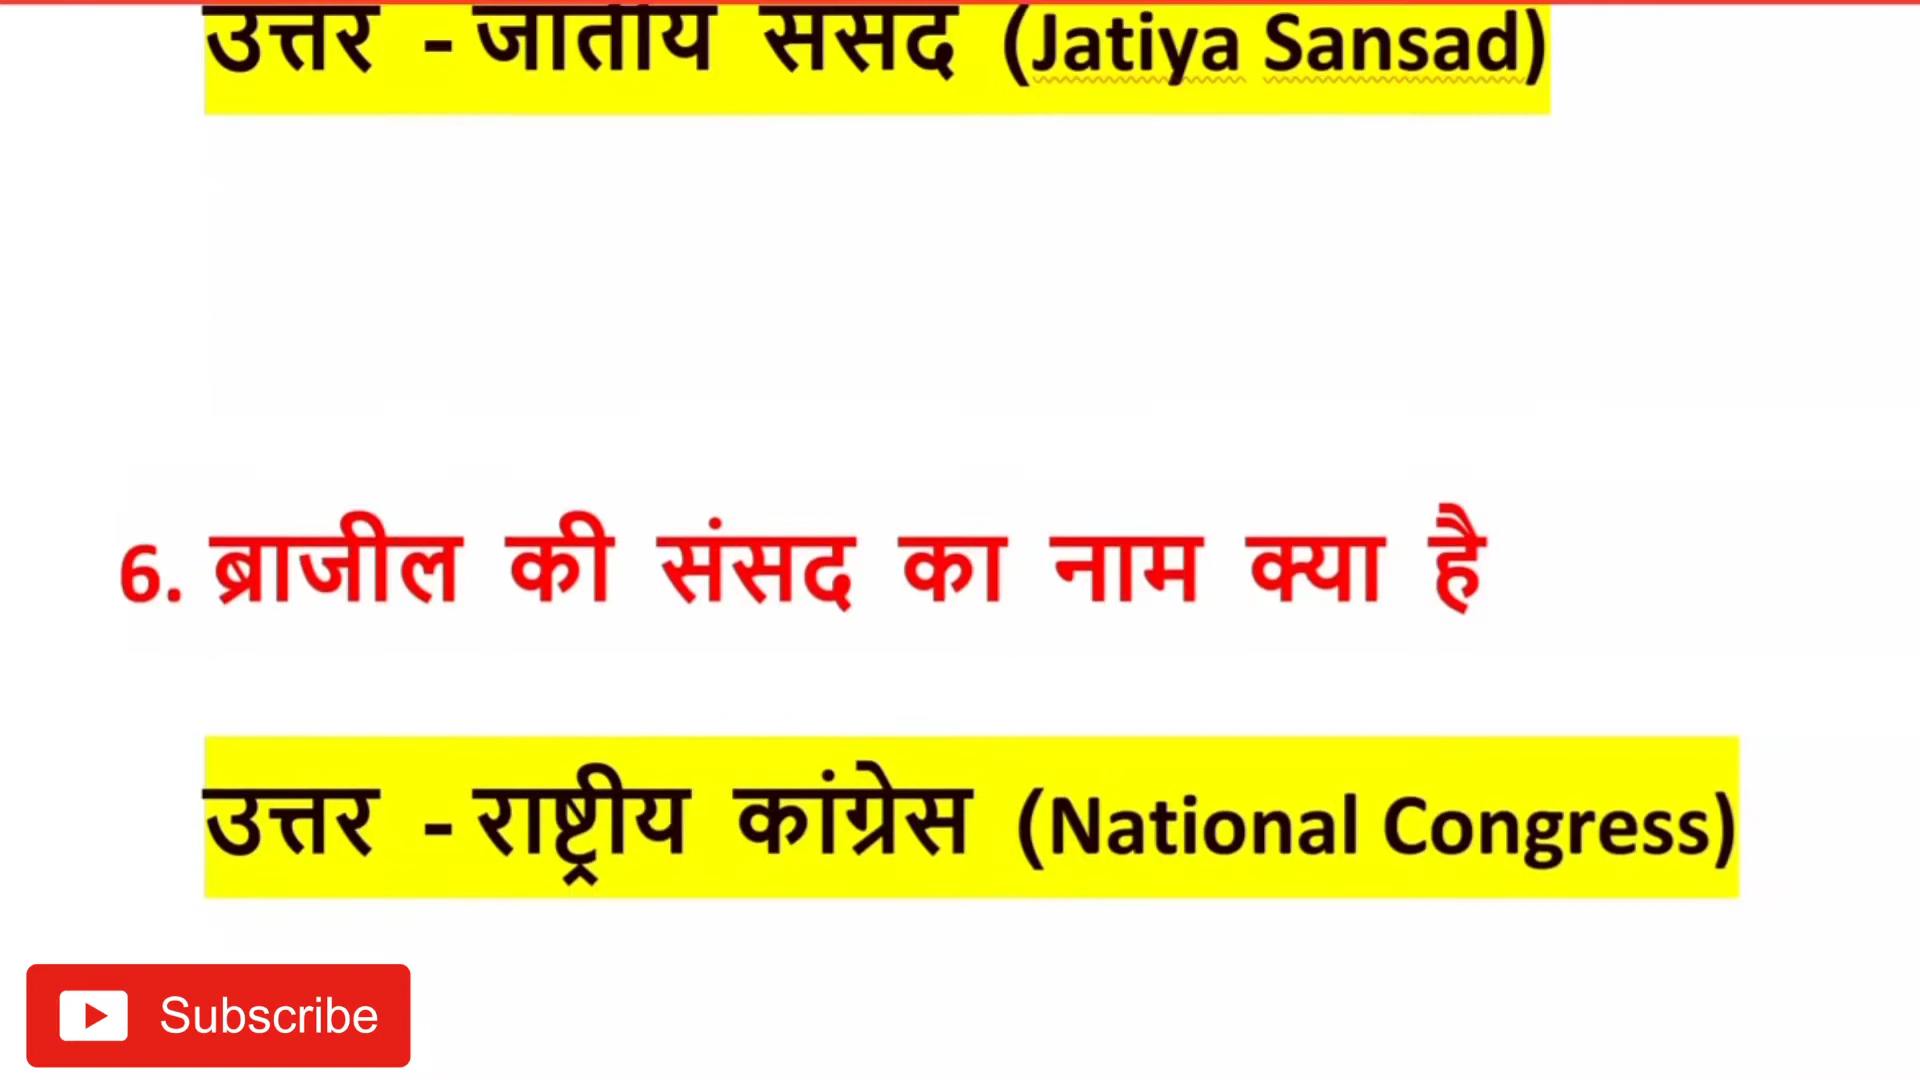 उत्तर - जातीय संसद (Jatiya Sansad)
6. ब्राजील की संसद का नाम क्या है
उत्तर - राष्ट्रीय कांग्रेस (National Congress)
Subscribe